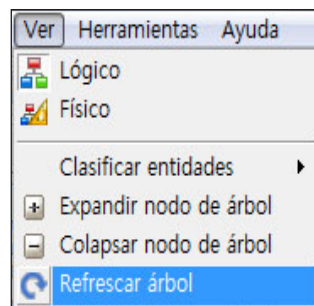 Ver Herramientas Ayuda
Lógico
Físico
Clasificar entidades
Expandir nodo de árbol
Colapsar nodo de árbol
Refrescar árbol